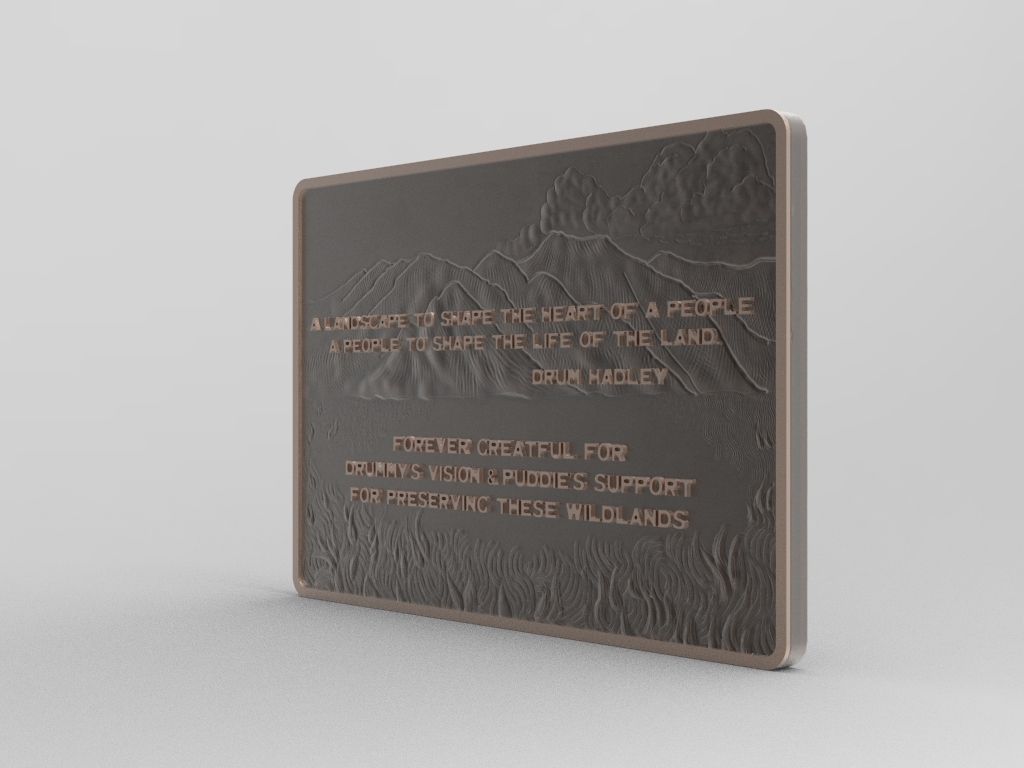 A LANDSCAPE TO SHAPE THE HEART OF A PEOPLE
A PEOPLE TO SHAPE THE LIFE OF THE LAND.
DRUM HADLEY
FOREVER GREATFUL FOR
DRUMMY'S VISION & PUDDIE'S SUPPORT
FOR PRESERVING THESE WILDLANDS